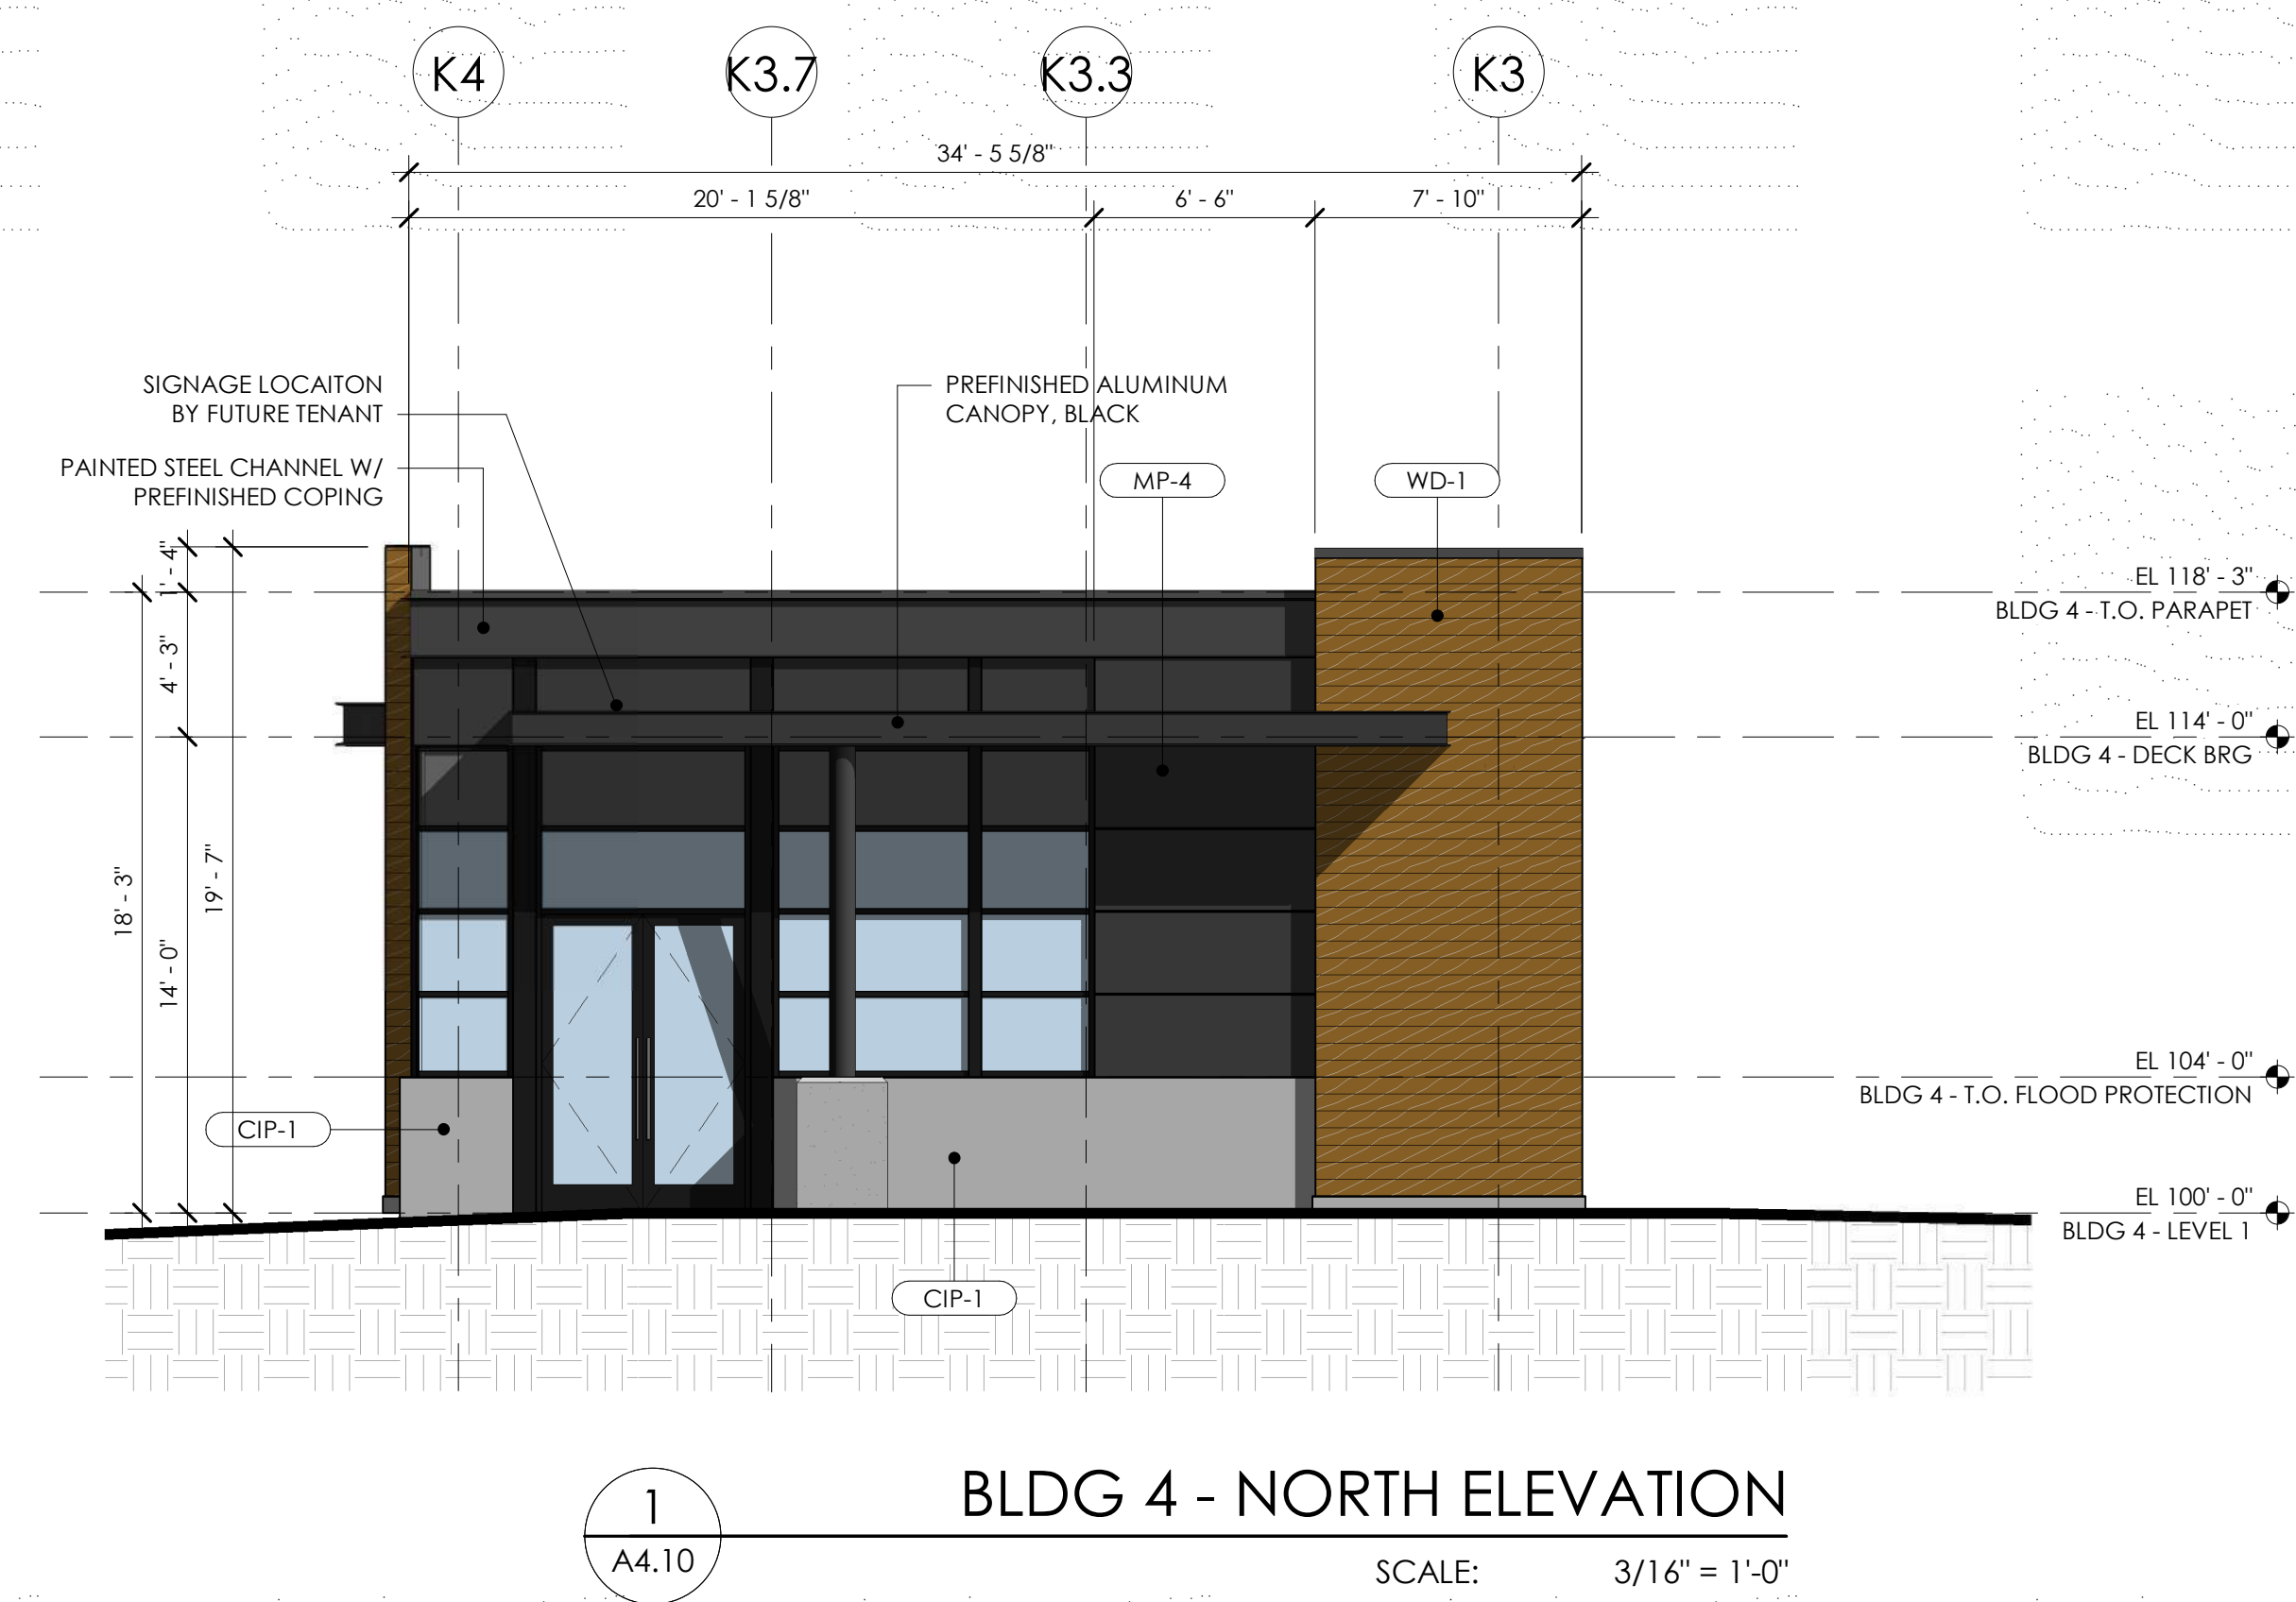 K4
K3.7
K3.3
K3
34' - 5 5/8"
20' - 1 5/8"
6' - 6"
7' - 10"
SIGNAGE LOCAITON
BY FUTURE TENANT
PREFINISHED ALUMINUM
CANOPY, BLACK
PAINTED STEEL CHANNEL W/
PREFINISHED COPING
MP-4
WD-1
1' - 4"
4' - 3"
18' - 3"
14' - 0"
19' - 7"
EL 118' - 3"
BLDG 4 - T.O. PARAPET
EL 114' - 0"
BLDG 4 - DECK BRG
EL 104' - 0"
BLDG 4 - T.O. FLOOD PROTECTION
EL 100' - 0"
BLDG 4 - LEVEL 1
CIP-1
CIP-1
1
A4.10
BLDG 4 - NORTH ELEVATION
SCALE: 3/16" = 1'-0"